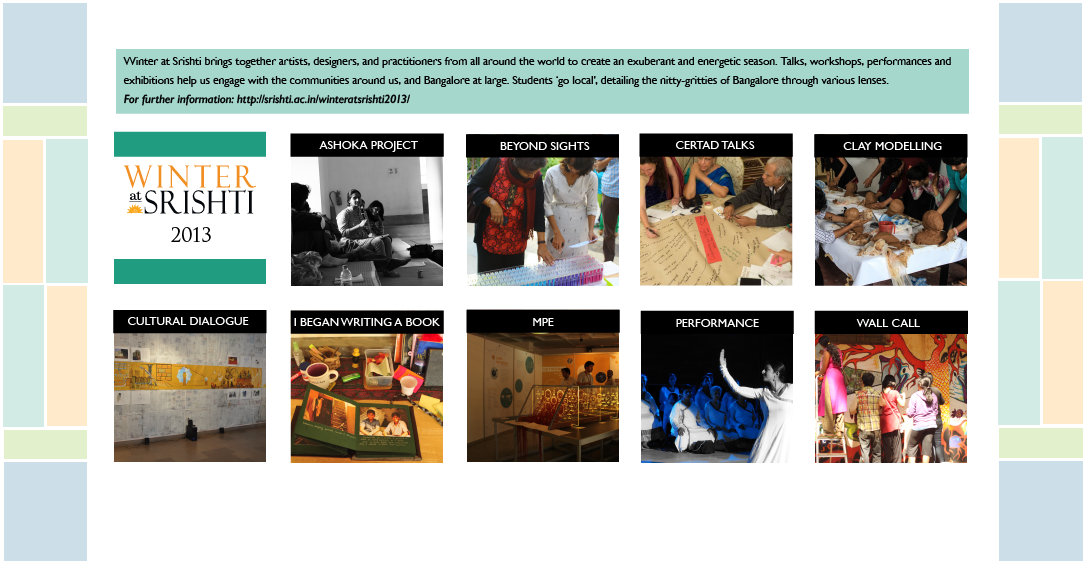 Winter at Srishti brings together artists, designers, and practitioners from all around the world to create an exuberant and energetic season. Talks, workshops, performances and
exhibitions help us engage with the communities around us, and Bangalore at large. Students 'go local', detailing the nitty-gritties of Bangalore through various lenses.
For further information: http://srishti.ac.in/winteratsrishti2013/
WINTER
at SRISHTI
2013
ASHOKA PROJECT
BEYOND SIGHTS
CERTAD TALKS
CLAY MODELLING
CULTURAL DIALOGUE
I BEGAN WRITING A BOOK
MPE
PERFORMANCE
WALL CALL